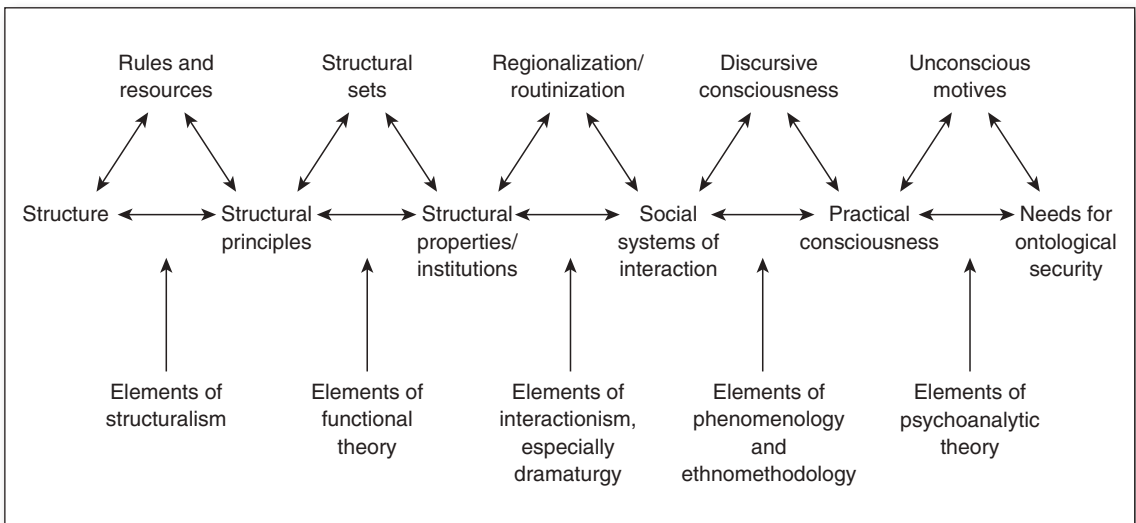 Rules and
resources
Structural
sets
Regionalization/
routinization
Discursive
consciousness
Unconscious
motives
Structure
Structural
principles
Structural
properties/
institutions
Social
systems of
interaction
Practical
consciousness
Needs for
ontological
security
Elements of
structuralism
Elements of
functional
theory
Elements of
interactionism,
especially
dramaturgy
Elements of
phenomenology
and
ethnomethodology
Elements of
psychoanalytic
theory